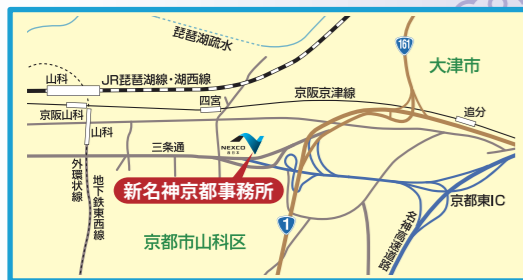 琵琶湖疏水
161
大津市
山科
JR琵琶湖線・湖西線
四宮
京阪京津線
追分
京阪山科
山科
三条通
NEXCO
西日本
新名神京都事務所
外環状線
地下鉄東西線
京都市山科区
1
名神高速道路
京都東IC